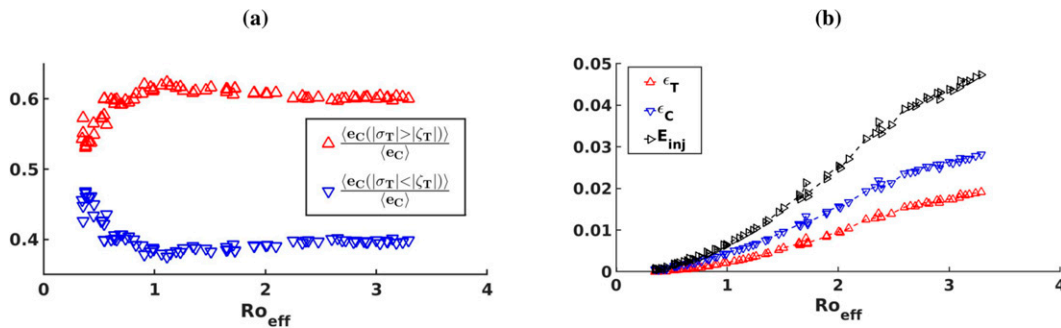 (a)
0.6
0.5
0.4
⟨e_C(|σ_T|>|ζ_T|)⟩
⟨e_C⟩
⟨e_C(|σ_T|<|ζ_T|)⟩
⟨e_C⟩
0 1 2 3 4
Ro_eff
(b)
0.05
0.04
0.03
0.02
0.01
0
ϵ_T
ϵ_C
E_inj
0 1 2 3 4
Ro_eff